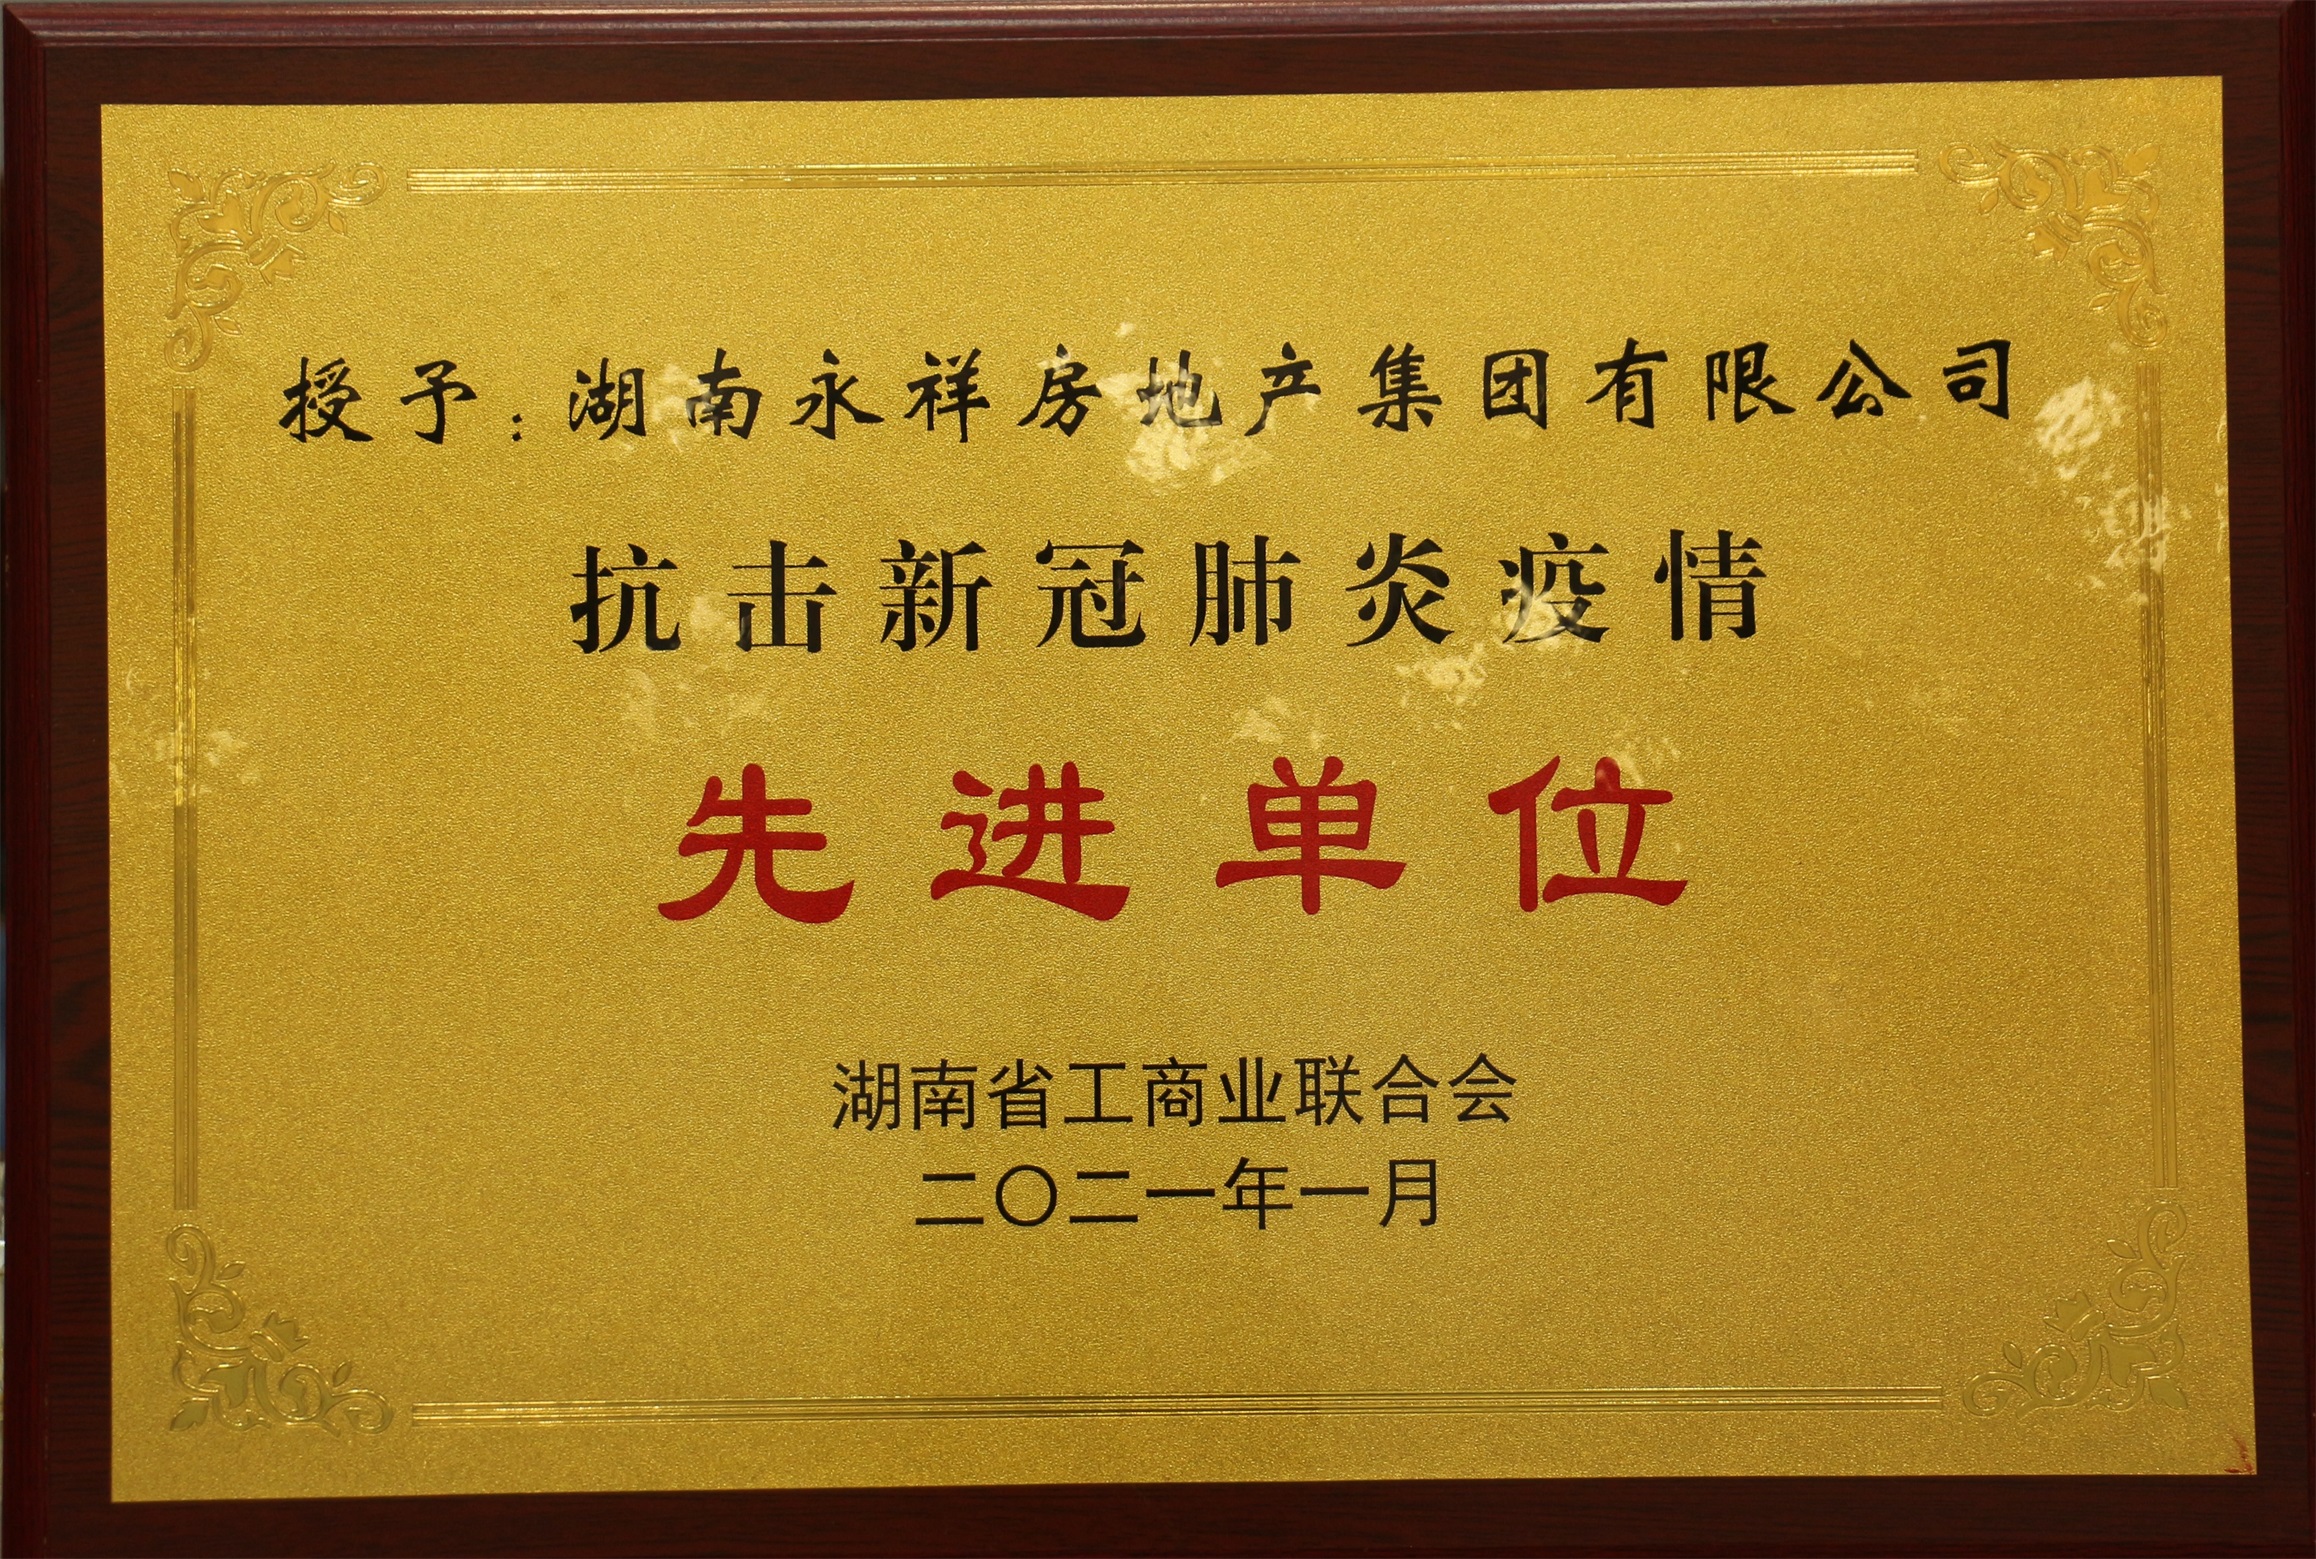 授予：湖南永祥房地产集团有限公司
抗击新冠肺炎疫情
先进单位
湖南省工商业联合会
二〇二一年一月